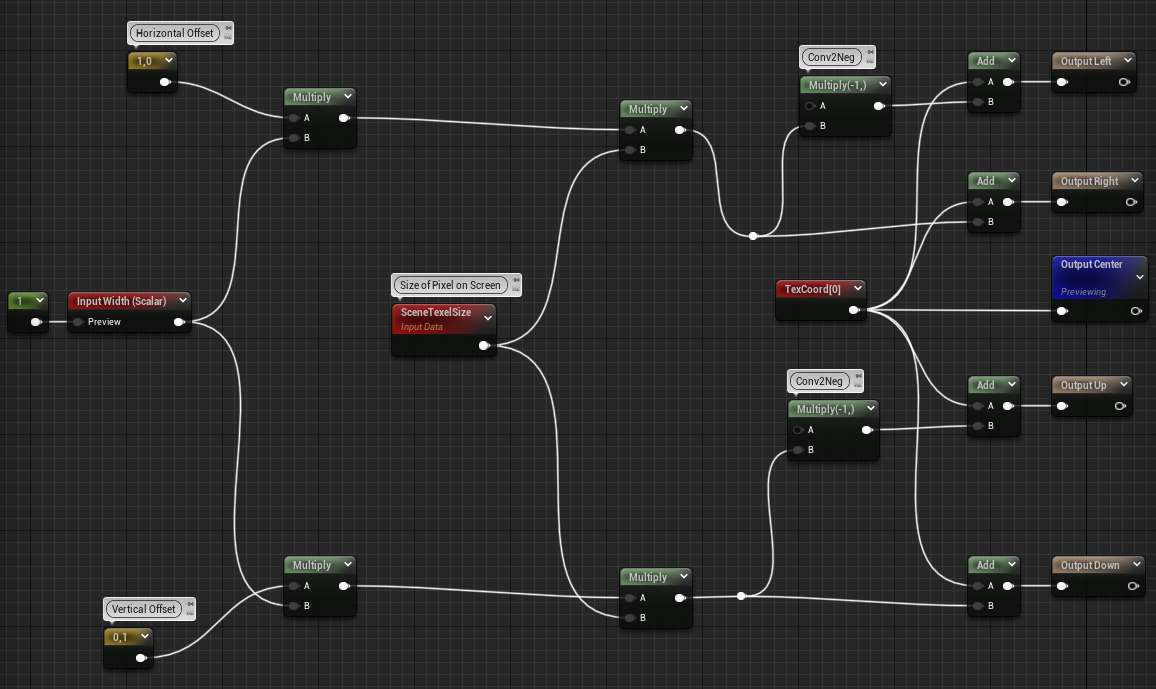 Horizontal Offset
1,0
Multiply
A
B
Multiply
A
B
Conv2Neg
Multiply(-1,)
A
B
Add
A
B
Output Left
Add
A
B
Output Right
1
Input Width (Scalar)
Preview
Size of Pixel on Screen
SceneTexelSize
Input Data
TexCoord[0]
Output Center
Previewing
Conv2Neg
Multiply(-1,)
A
B
Add
A
B
Output Up
Vertical Offset
0,1
Multiply
A
B
Multiply
A
B
Add
A
B
Output Down